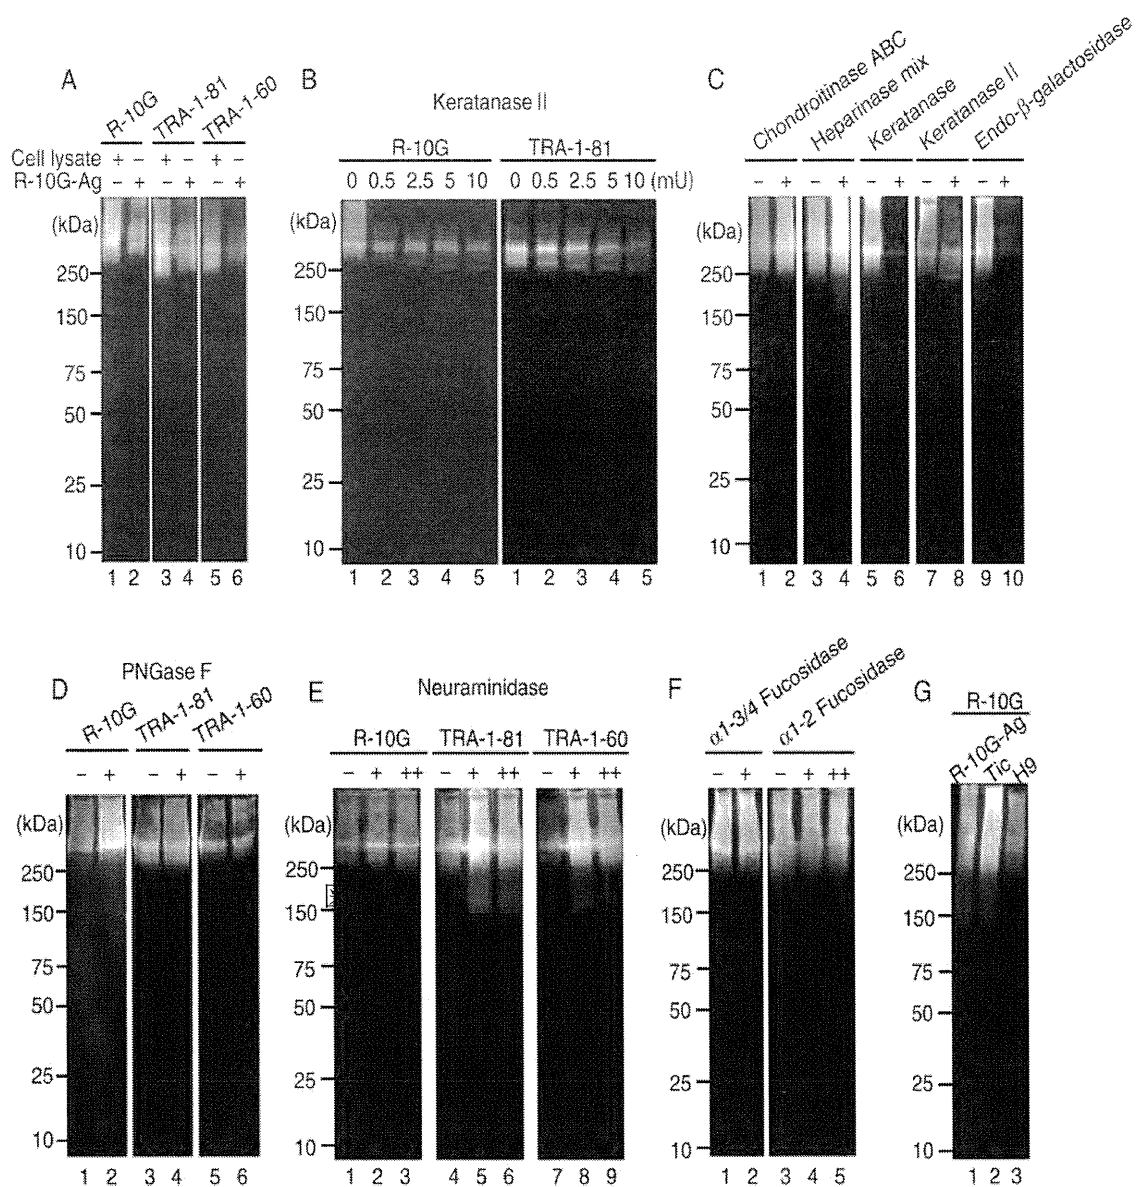 A
R-10G TRA-1-81 TRA-1-60
Cell lysate + − + − + −
R-10G-Ag − + − + − +
(kDa)
250
150
75
50
25
10
1 2 3 4 5 6
B
Keratanase II
R-10G TRA-1-81
0 0.5 2.5 5 10 0 0.5 2.5 5 10 (mU)
(kDa)
250
150
75
50
25
10
1 2 3 4 5 1 2 3 4 5
C
Chondroitinase ABC Heparinase mix Keratanase Keratanase II Endo-β-galactosidase
− + − + − + − + − +
(kDa)
250
150
75
50
25
10
1 2 3 4 5 6 7 8 9 10
D
PNGase F
R-10G TRA-1-81 TRA-1-60
− + − + − +
(kDa)
250
150
75
50
25
10
1 2 3 4 5 6
E
Neuraminidase
R-10G TRA-1-81 TRA-1-60
− + ++ − + ++ − + ++
(kDa)
250
150
75
50
25
10
1 2 3 4 5 6 7 8 9
F
α1-3/4 Fucosidase α1-2 Fucosidase
− + − + ++
(kDa)
250
150
75
50
25
10
1 2 3 4 5
G
R-10G
R-10G-Ag Tic H9
(kDa)
250
150
75
50
25
10
1 2 3